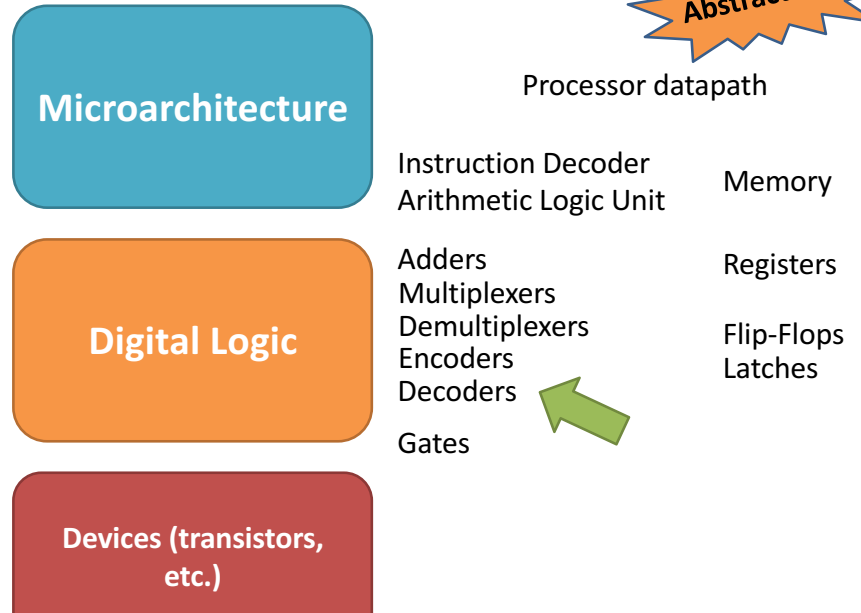 Microarchitecture
Processor datapath
Instruction Decoder
Arithmetic Logic Unit
Memory
Digital Logic
Adders
Multiplexers
Demultiplexers
Encoders
Decoders
Gates
Registers
Flip-Flops
Latches
Devices (transistors,
etc.)